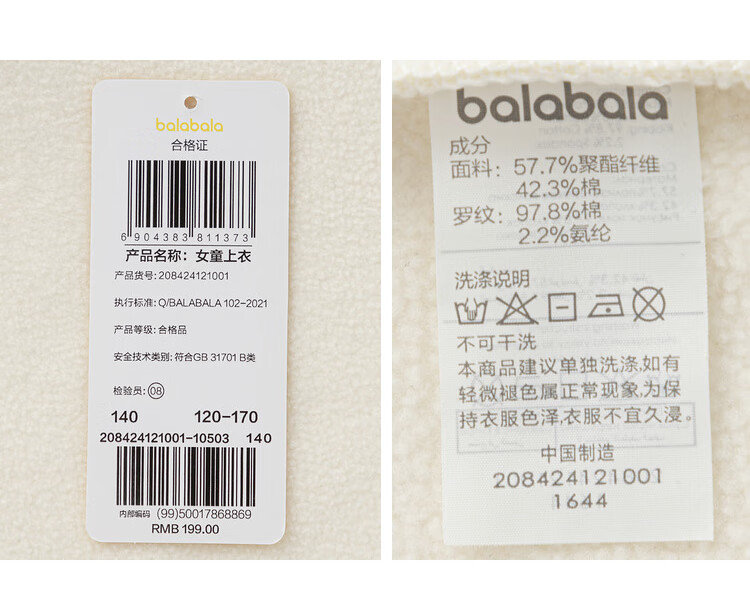 balabala
合格证
6 904383 811373
产品名称: 女童上衣
产品货号: 208424121001
执行标准: Q/BALABALA 102-2021
产品等级: 合格品
安全技术类别: 符合GB 31701 B类
检验员: 08
140 120-170
208424121001-10503 140
内部编码 (99)50017868869
RMB 199.00
balabala
成分
面料: 57.7%聚酯纤维
42.3%棉
罗纹: 97.8%棉
2.2%氨纶
洗涤说明
不可干洗
本商品建议单独洗涤,如有
轻微褪色属正常现象,为保
持衣服色泽,衣服不宜久浸。
中国制造
208424121001
1644